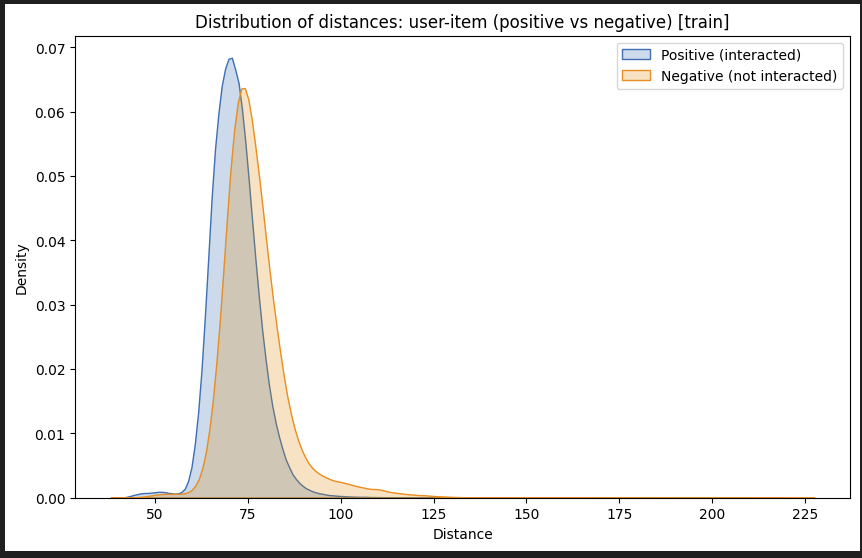 Distribution of distances: user-item (positive vs negative) [train]
Positive (interacted)
Negative (not interacted)
Density
0.07
0.06
0.05
0.04
0.03
0.02
0.01
0.00
50 75 100 125 150 175 200 225
Distance